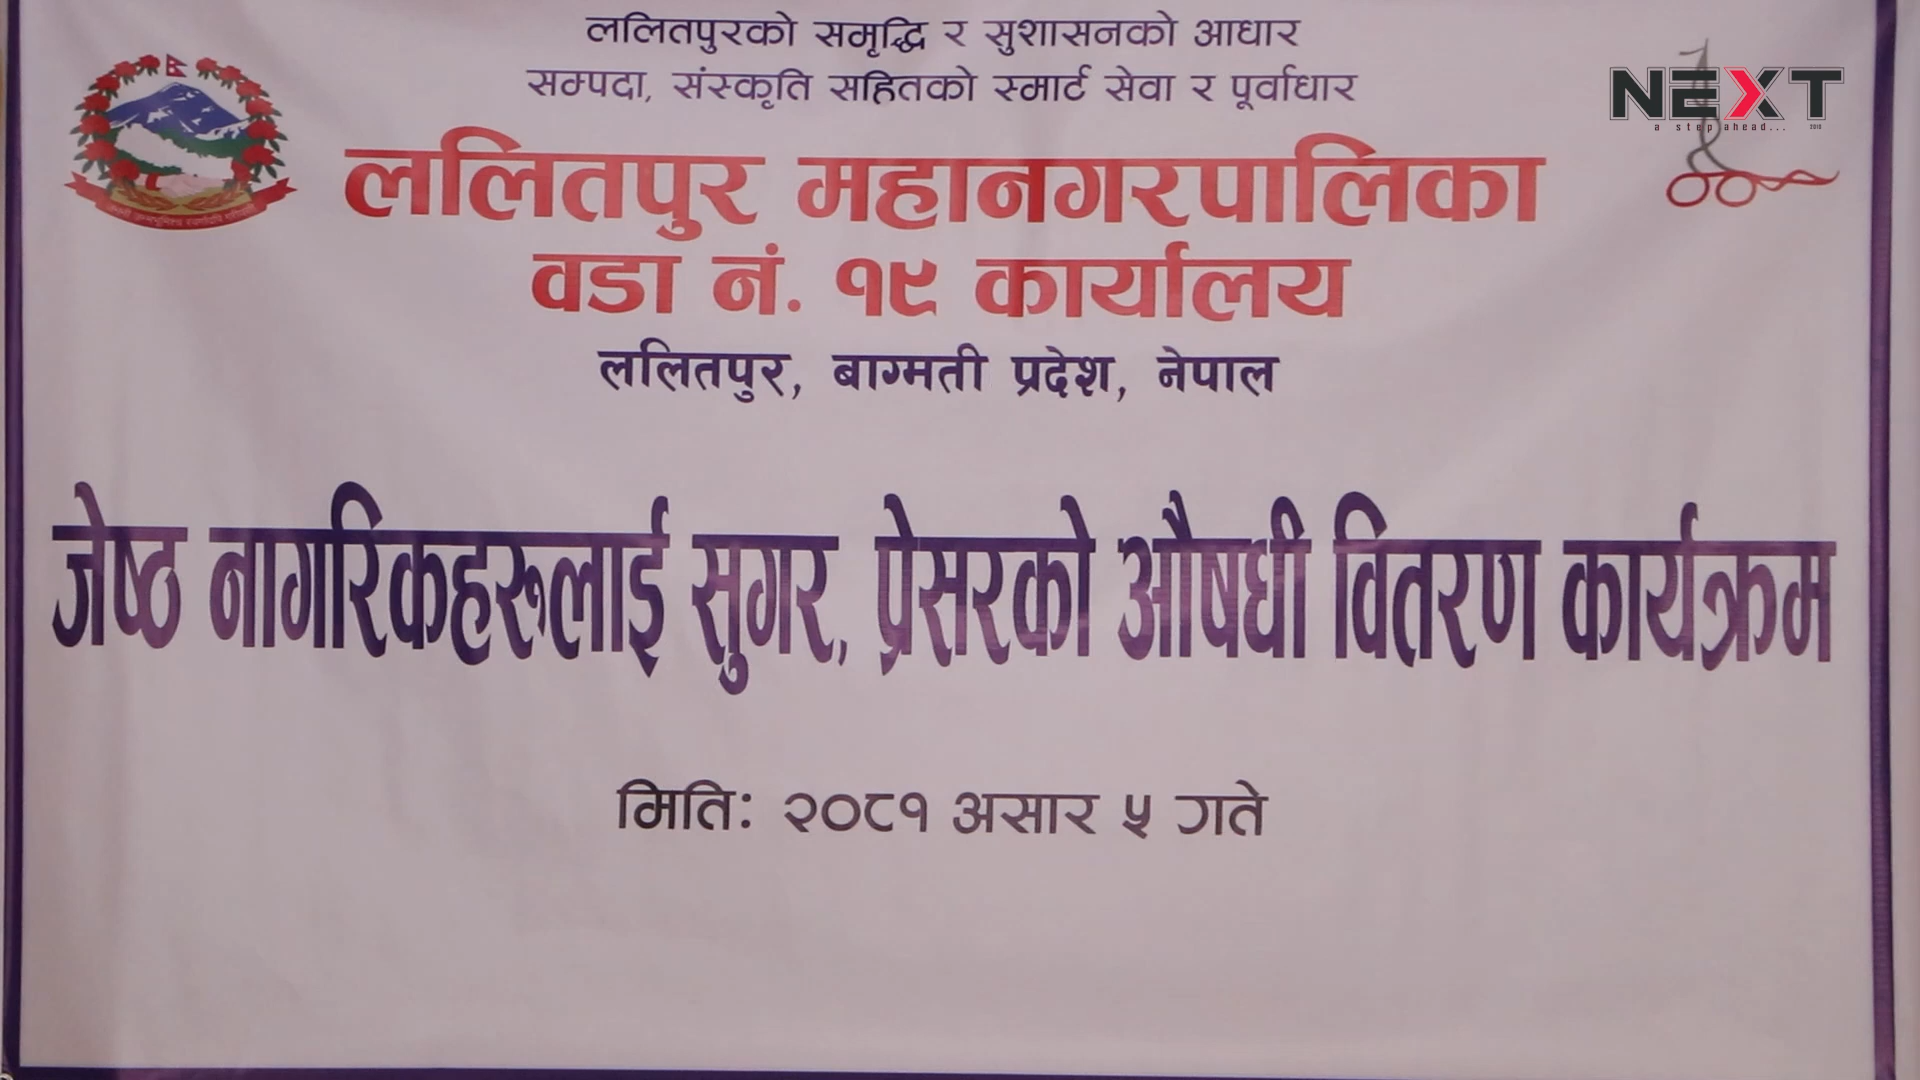 ललितपुरको समृद्धि र सुशासनको आधार
सम्पदा, संस्कृति सहितको स्मार्ट सेवा र पूर्वाधार
NEXT
a step ahead...
ललितपुर महानगरपालिका
वडा नं. १९ कार्यालय
ललितपुर, बाग्मती प्रदेश, नेपाल
जेष्ठ नागरिकहरूलाई सुगर, प्रेसरको औषधी वितरण कार्यक्रम
मितिः २०८१ असार ५ गते